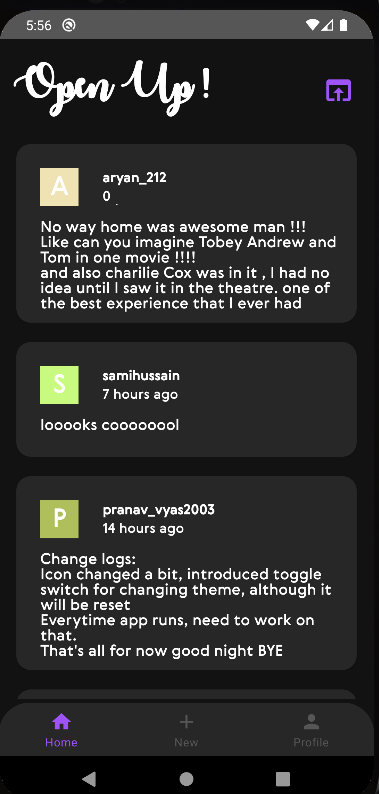 5:56
Open Up!
A
aryan_212
0 .
No way home was awesome man !!!
Like can you imagine Tobey Andrew and
Tom in one movie !!!!
and also charilie Cox was in it , I had no
idea until I saw it in the theatre. one of
the best experience that I ever had
S
samihussain
7 hours ago
looooks coooooool
P
pranav_vyas2003
14 hours ago
Change logs:
Icon changed a bit, introduced toggle
switch for changing theme, although it
will be reset
Everytime app runs, need to work on
that.
That's all for now good night BYE
Home
New
Profile